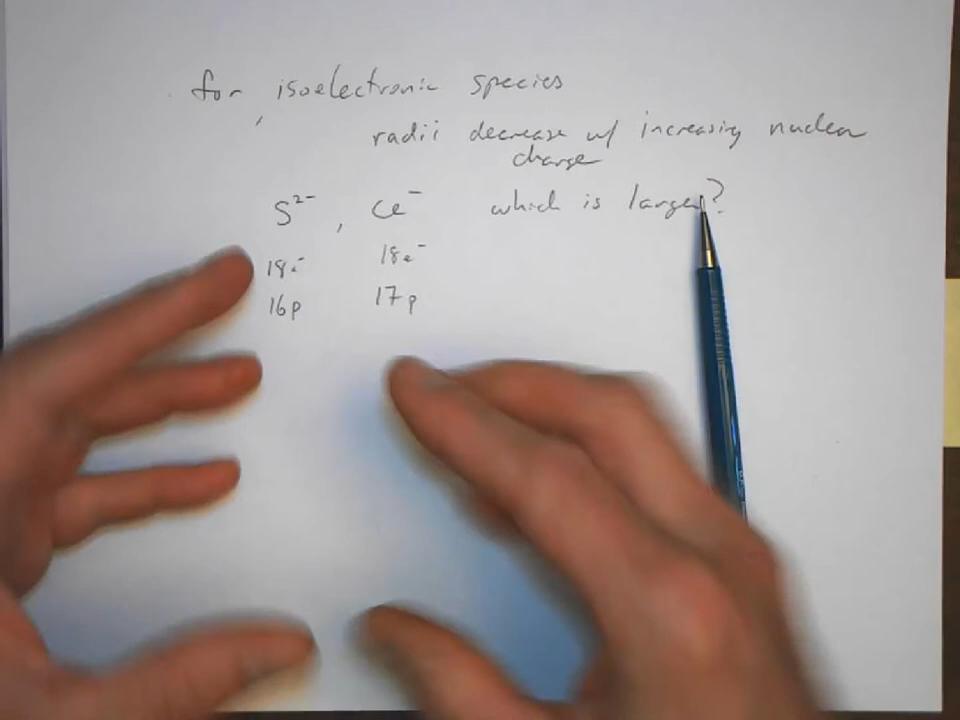 for isoelectronic species
radii decrease w/ increasing nuclear
charge
S²⁻, Cl⁻ which is larger?
18e⁻ 18e⁻
16p 17p